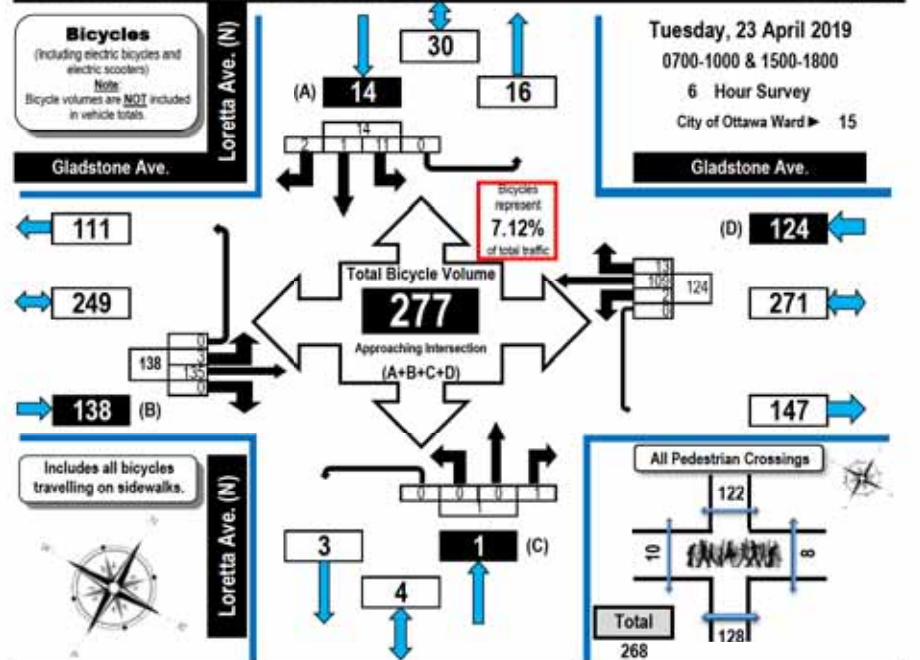 Bicycles
(Including electric bicycles and
electric scooters)
Note:
Bicycle volumes are NOT included
in vehicle totals.
Gladstone Ave.
Loretta Ave. (N)
(A)
14
30
16
14
2 1 11 0
Tuesday, 23 April 2019
0700-1000 & 1500-1800
6 Hour Survey
City of Ottawa Ward ► 15
Gladstone Ave.
Bicycles
represent
7.12%
of total traffic
111
249
138
0
3
135
0
138
(B)
Total Bicycle Volume
277
Approaching Intersection
(A+B+C+D)
(D)
124
13
109
2
0
124
271
147
Includes all bicycles
travelling on sidewalks.
Loretta Ave. (N)
0 0 0 1
1
3
4
1
(C)
All Pedestrian Crossings
122
10
8
128
Total
268